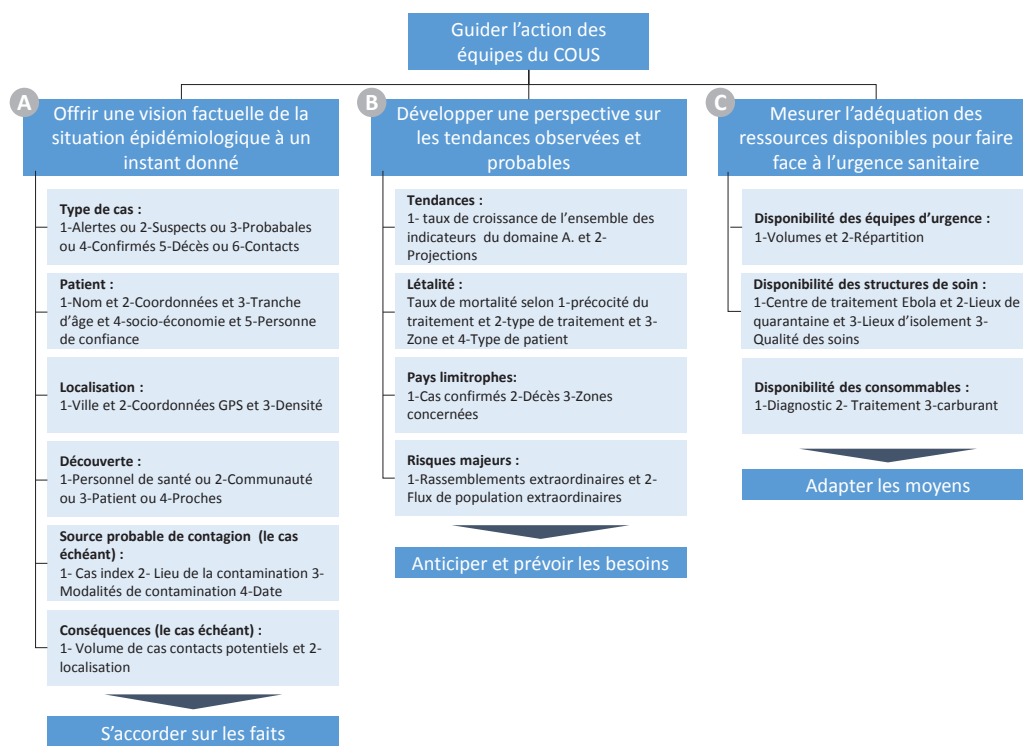 Guider l’action des
équipes du COUS
A
Offrir une vision factuelle de la
situation épidémiologique à un
instant donné
Type de cas :
1-Alertes ou 2-Suspects ou 3-Probabales
ou 4-Confirmés 5-Décès ou 6-Contacts
Patient :
1-Nom et 2-Coordonnées et 3-Tranche
d’âge et 4-socio-économie et 5-Personne
de confiance
Localisation :
1-Ville et 2-Coordonnées GPS et 3-Densité
Découverte :
1-Personnel de santé ou 2-Communauté
ou 3-Patient ou 4-Proches
Source probable de contagion (le cas
échéant) :
1- Cas index 2- Lieu de la contamination 3-
Modalités de contamination 4-Date
Conséquences (le cas échéant) :
1- Volume de cas contacts potentiels et 2-
localisation
S’accorder sur les faits
B
Développer une perspective sur
les tendances observées et
probables
Tendances :
1- taux de croissance de l’ensemble des
indicateurs du domaine A. et 2-
Projections
Létalité :
Taux de mortalité selon 1-précocité du
traitement et 2-type de traitement et 3-
Zone et 4-Type de patient
Pays limitrophes:
1-Cas confirmés 2-Décès 3-Zones
concernées
Risques majeurs :
1-Rassemblements extraordinaires et 2-
Flux de population extraordinaires
Anticiper et prévoir les besoins
C
Mesurer l’adéquation des
ressources disponibles pour faire
face à l’urgence sanitaire
Disponibilité des équipes d’urgence :
1-Volumes et 2-Répartition
Disponibilité des structures de soin :
1-Centre de traitement Ebola et 2-Lieux de
quarantaine et 3-Lieux d’isolement 3-
Qualité des soins
Disponibilité des consommables :
1-Diagnostic 2- Traitement 3-carburant
Adapter les moyens